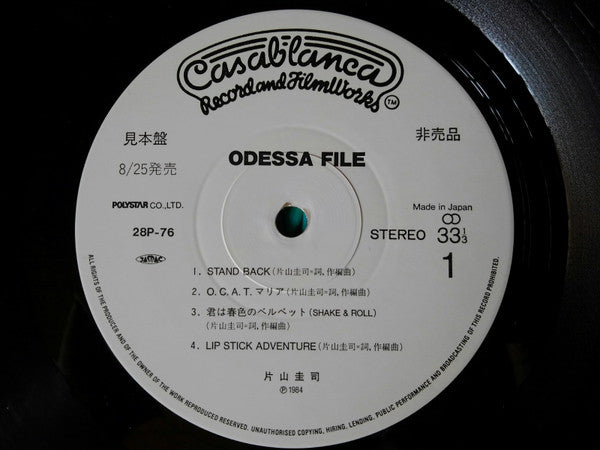 Casablanca
Record and FilmWorks TM
見本盤
非売品
8/25発売
ODESSA FILE
POLYSTAR CO.,LTD.
28P-76
JASRAC
Made in Japan
STEREO 33 1/3
1
1. STAND BACK (片山圭司=詞,作編曲)
2. O.C.A.T. マリア (片山圭司=詞,作編曲)
3. 君は春色のベルベット (SHAKE & ROLL)
(片山圭司=詞,作編曲)
4. LIP STICK ADVENTURE (片山圭司=詞,作編曲)
片山圭司
Ⓟ1984
ALL RIGHTS OF THE PRODUCER AND OF THE OWNER OF THE WORK REPRODUCED RESERVED. UNAUTHORISED COPYING, HIRING, LENDING, PUBLIC PERFORMANCE AND BROADCASTING OF THIS RECORD PROHIBITED.